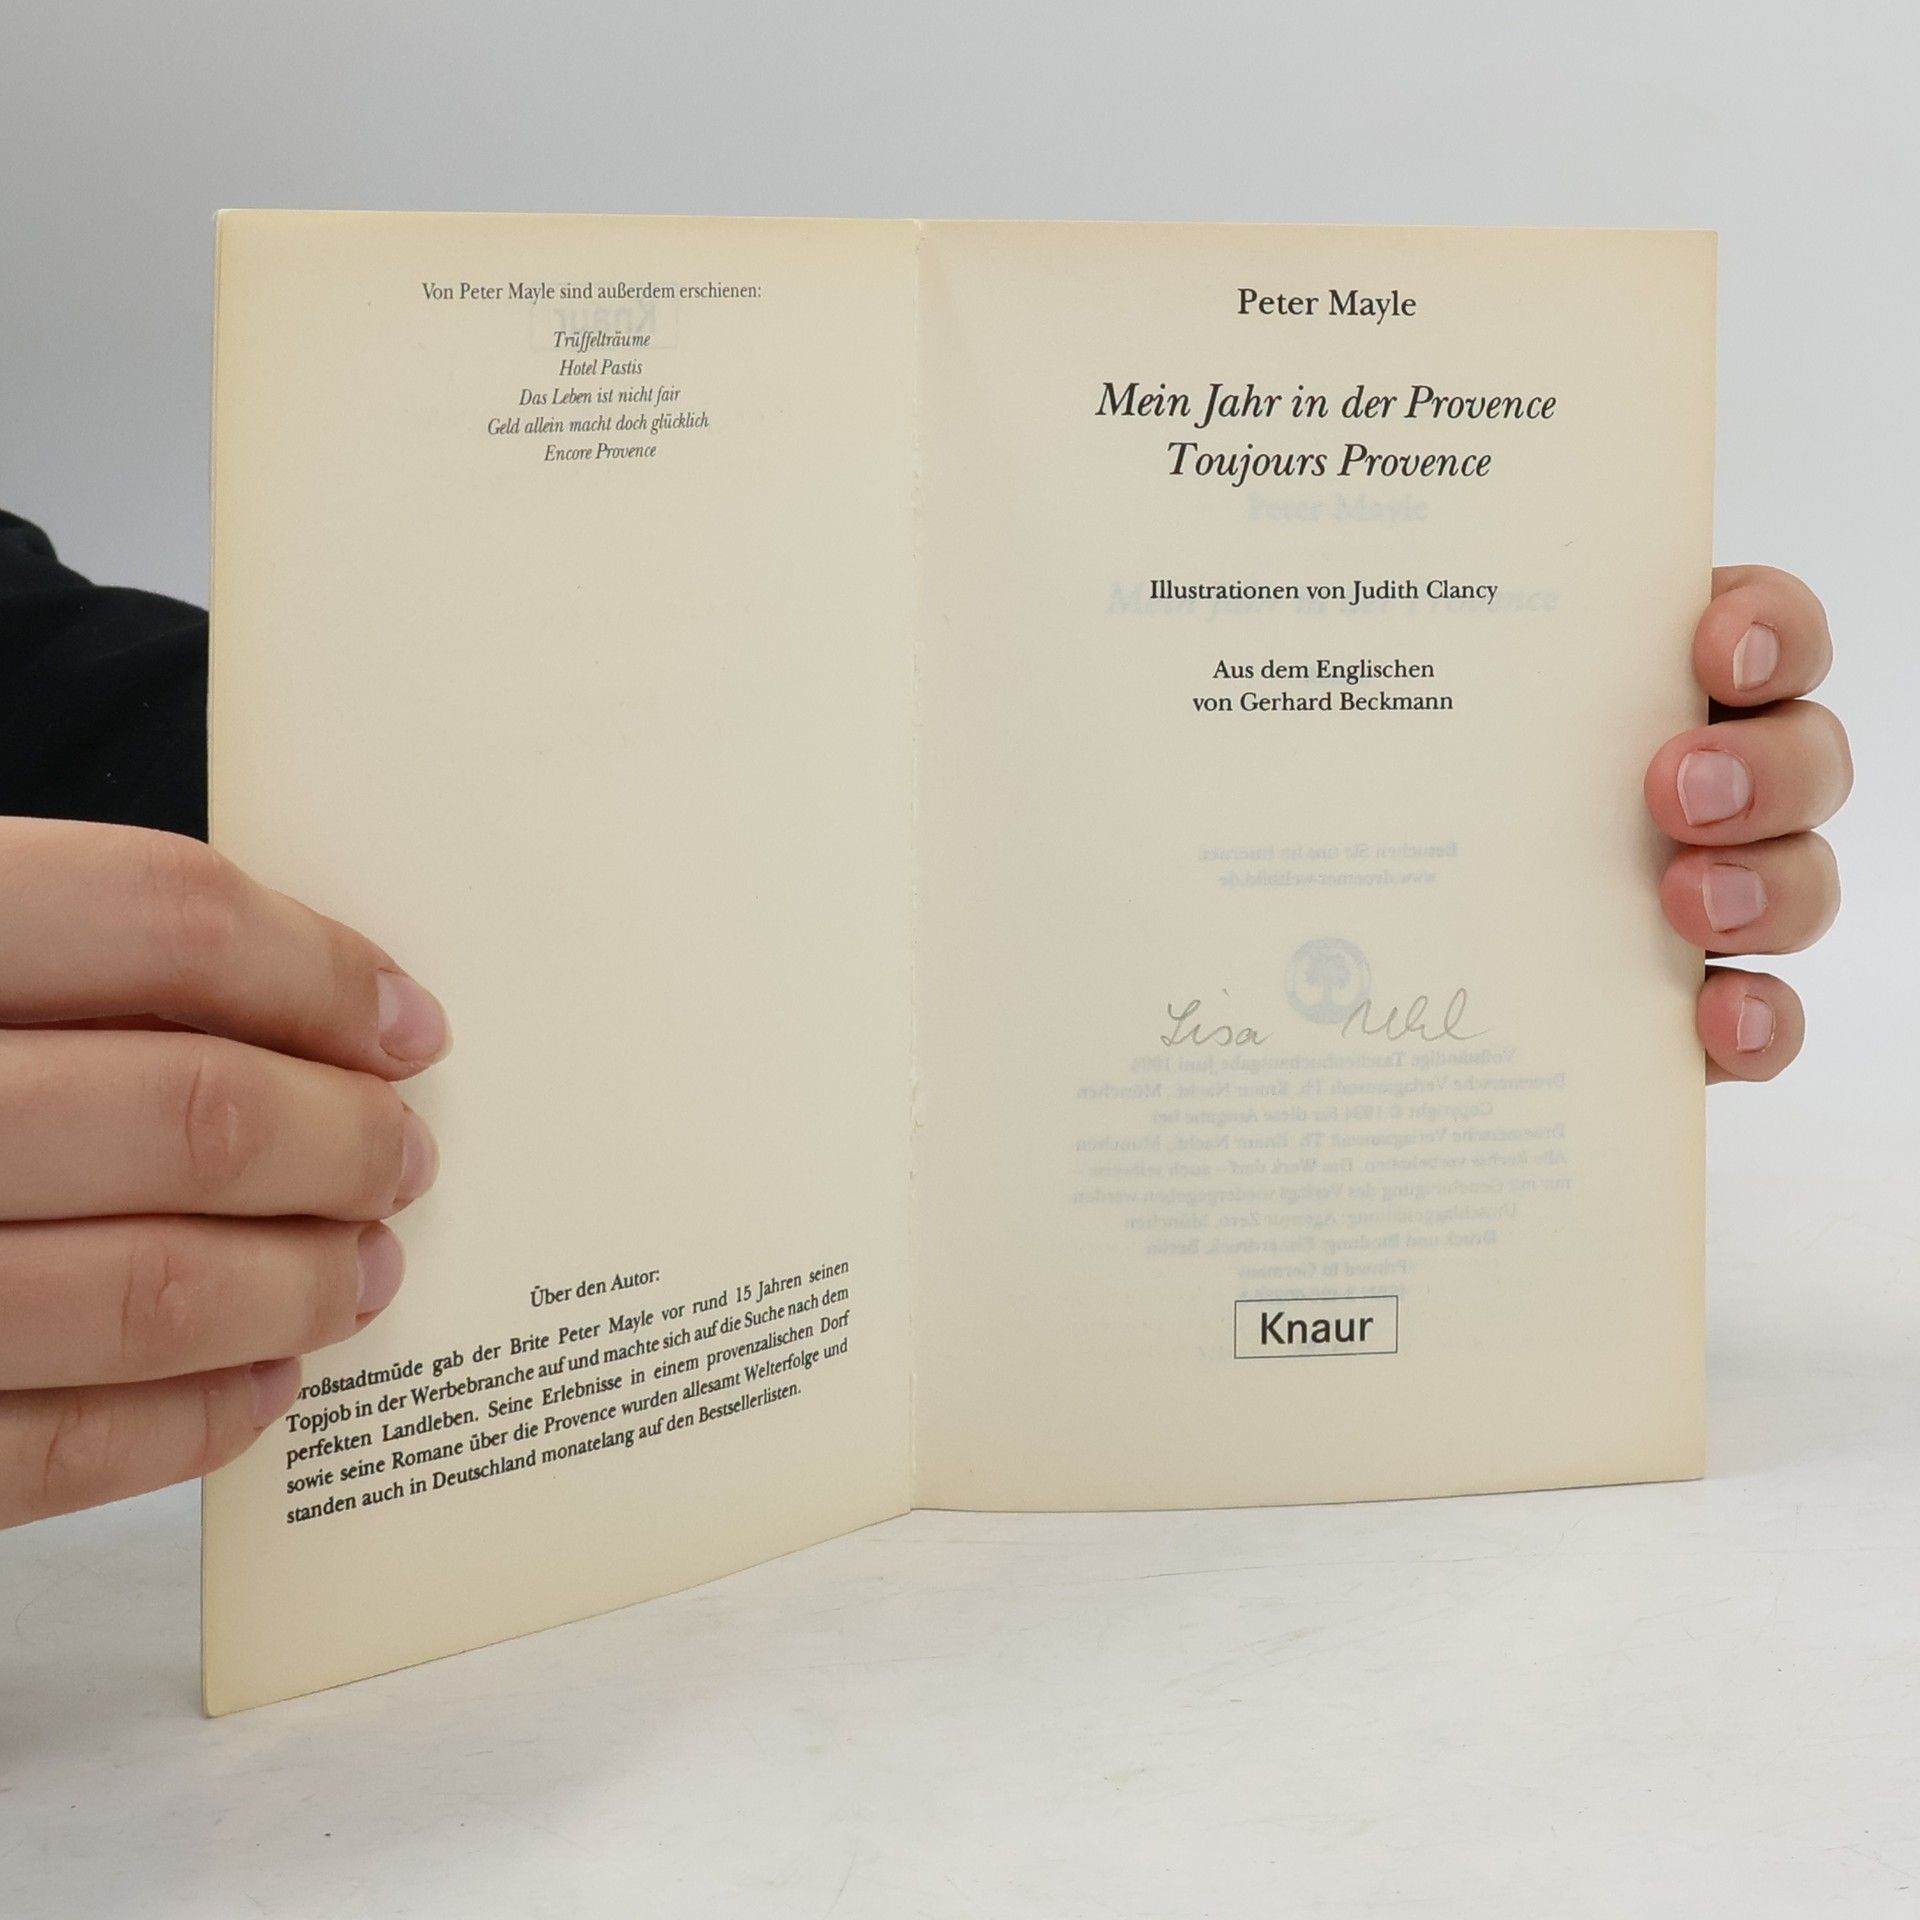 Von Peter Mayle sind außerdem erschienen:
Trüffelträume
Hotel Pastis
Das Leben ist nicht fair
Geld allein macht doch glücklich
Encore Provence
Über den Autor:
roßstadtmüde gab der Brite Peter Mayle vor rund 15 Jahren seinen
Topjob in der Werbebranche auf und machte sich auf die Suche nach dem
perfekten Landleben. Seine Erlebnisse in einem provenzalischen Dorf
sowie seine Romane über die Provence wurden allesamt Welterfolge und
standen auch in Deutschland monatelang auf den Bestsellerlisten.
Peter Mayle
Mein Jahr in der Provence
Toujours Provence
Illustrationen von Judith Clancy
Aus dem Englischen
von Gerhard Beckmann
Lisa
Knaur